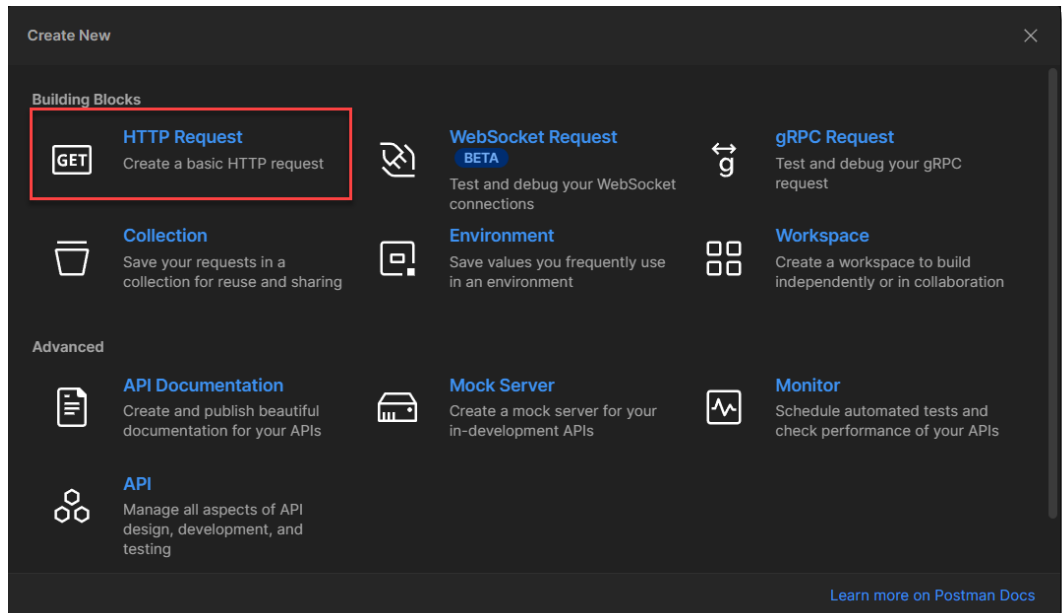 Create New
Building Blocks
GET
HTTP Request
Create a basic HTTP request
WebSocket Request
BETA
Test and debug your WebSocket
connections
g
gRPC Request
Test and debug your gRPC
request
Collection
Save your requests in a
collection for reuse and sharing
Environment
Save values you frequently use
in an environment
Workspace
Create a workspace to build
independently or in collaboration
Advanced
API Documentation
Create and publish beautiful
documentation for your APIs
Mock Server
Create a mock server for your
in-development APIs
Monitor
Schedule automated tests and
check performance of your APIs
API
Manage all aspects of API
design, development, and
testing
Learn more on Postman Docs